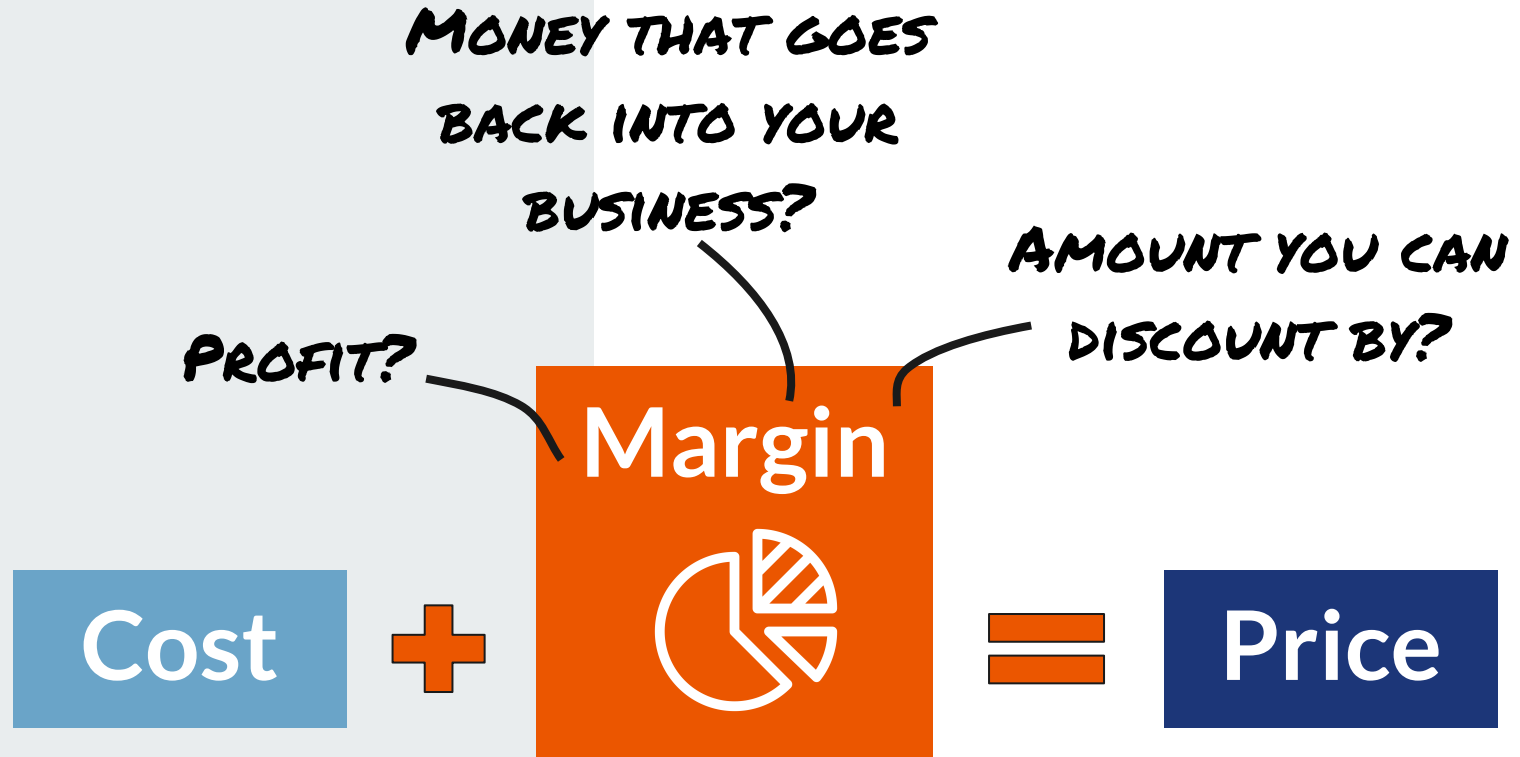 Money that goes
back into your
business?
Amount you can
discount by?
Profit?
Margin
Cost + = Price